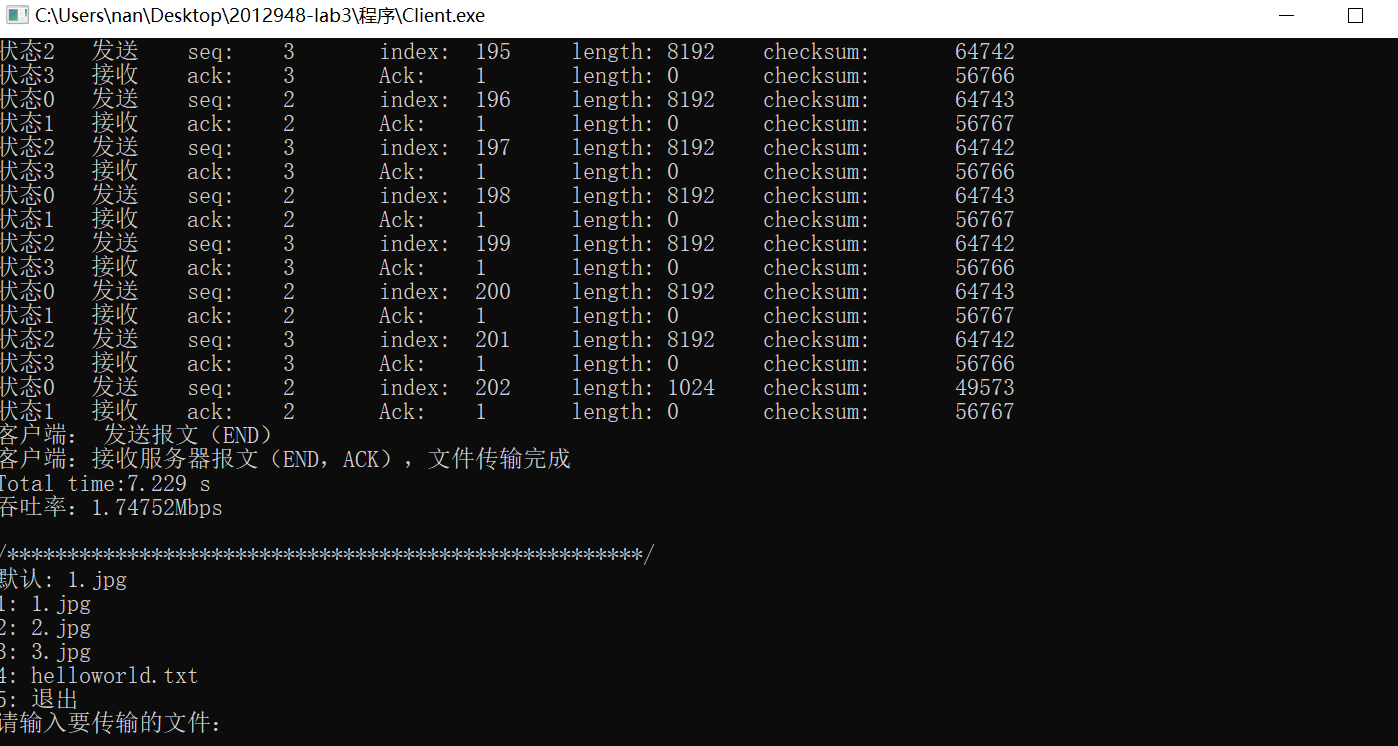 C:\Users\nan\Desktop\2012948-lab3\程序\Client.exe
状态2 发送 seq: 3 index: 195 length: 8192 checksum: 64742
状态3 接收 ack: 3 Ack: 1 length: 0 checksum: 56766
状态0 发送 seq: 2 index: 196 length: 8192 checksum: 64743
状态1 接收 ack: 2 Ack: 1 length: 0 checksum: 56767
状态2 发送 seq: 3 index: 197 length: 8192 checksum: 64742
状态3 接收 ack: 3 Ack: 1 length: 0 checksum: 56766
状态0 发送 seq: 2 index: 198 length: 8192 checksum: 64743
状态1 接收 ack: 2 Ack: 1 length: 0 checksum: 56767
状态2 发送 seq: 3 index: 199 length: 8192 checksum: 64742
状态3 接收 ack: 3 Ack: 1 length: 0 checksum: 56766
状态0 发送 seq: 2 index: 200 length: 8192 checksum: 64743
状态1 接收 ack: 2 Ack: 1 length: 0 checksum: 56767
状态2 发送 seq: 3 index: 201 length: 8192 checksum: 64742
状态3 接收 ack: 3 Ack: 1 length: 0 checksum: 56766
状态0 发送 seq: 2 index: 202 length: 1024 checksum: 49573
状态1 接收 ack: 2 Ack: 1 length: 0 checksum: 56767
客户端: 发送报文（END）
客户端：接收服务器报文（END，ACK），文件传输完成
Total time:7.229 s
吞吐率：1.74752Mbps
/*****************************************************/
默认: 1.jpg
1: 1.jpg
2: 2.jpg
3: 3.jpg
4: helloworld.txt
5: 退出
请输入要传输的文件: